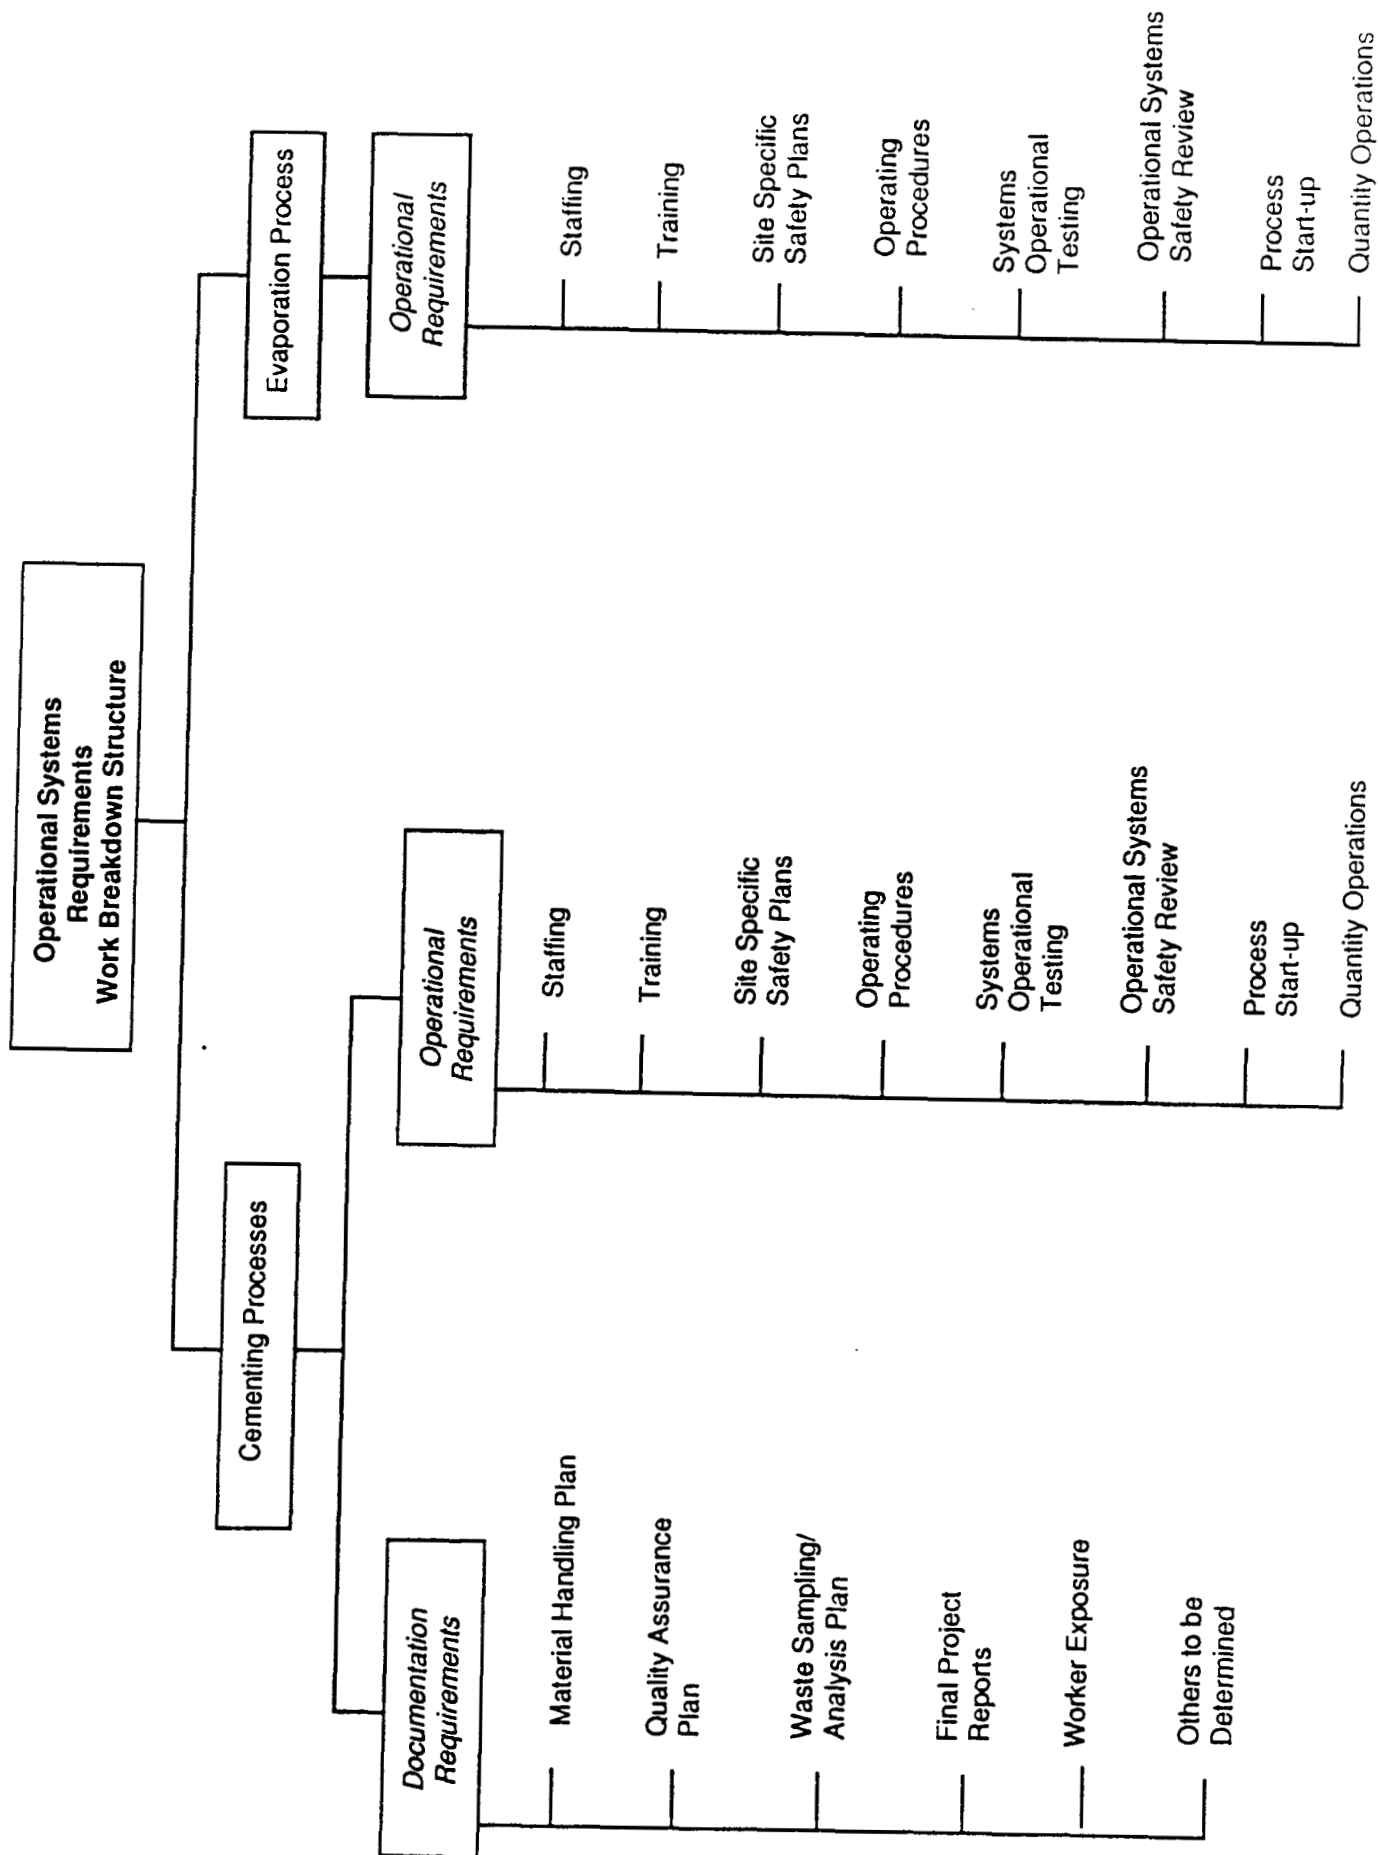 Operational Systems
Requirements
Work Breakdown Structure
Cementing Processes
Evaporation Process
Documentation
Requirements
Material Handling Plan
Quality Assurance
Plan
Waste Sampling/
Analysis Plan
Final Project
Reports
Worker Exposure
Others to be
Determined
Operational
Requirements
Staffing
Training
Site Specific
Safety Plans
Operating
Procedures
Systems
Operational
Testing
Operational Systems
Safety Review
Process
Start-up
Quantity Operations
Operational
Requirements
Staffing
Training
Site Specific
Safety Plans
Operating
Procedures
Systems
Operational
Testing
Operational Systems
Safety Review
Process
Start-up
Quantity Operations